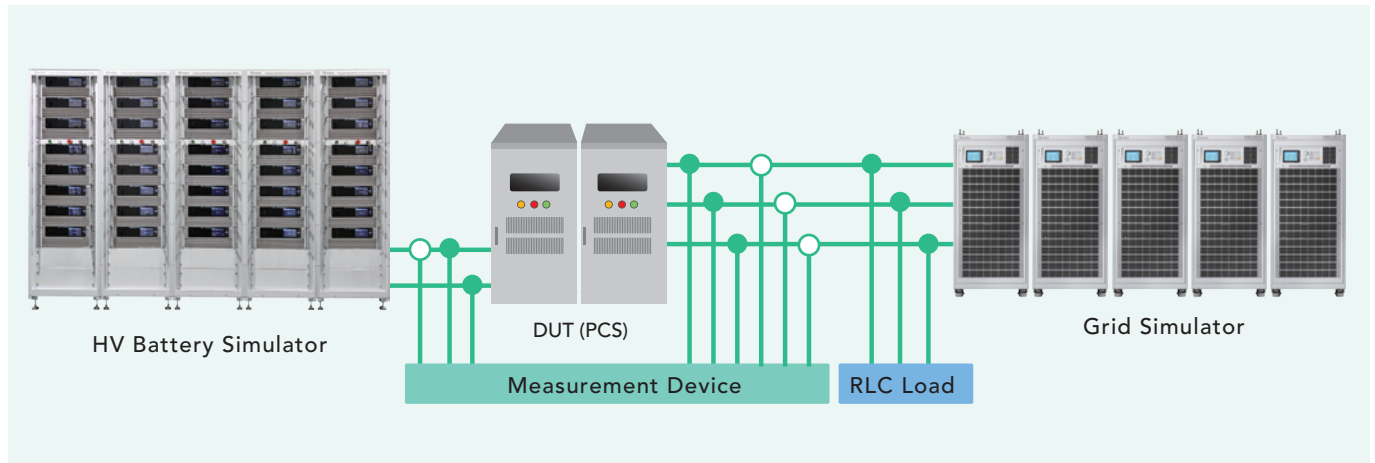 HV Battery Simulator
DUT (PCS)
Grid Simulator
Measurement Device
RLC Load